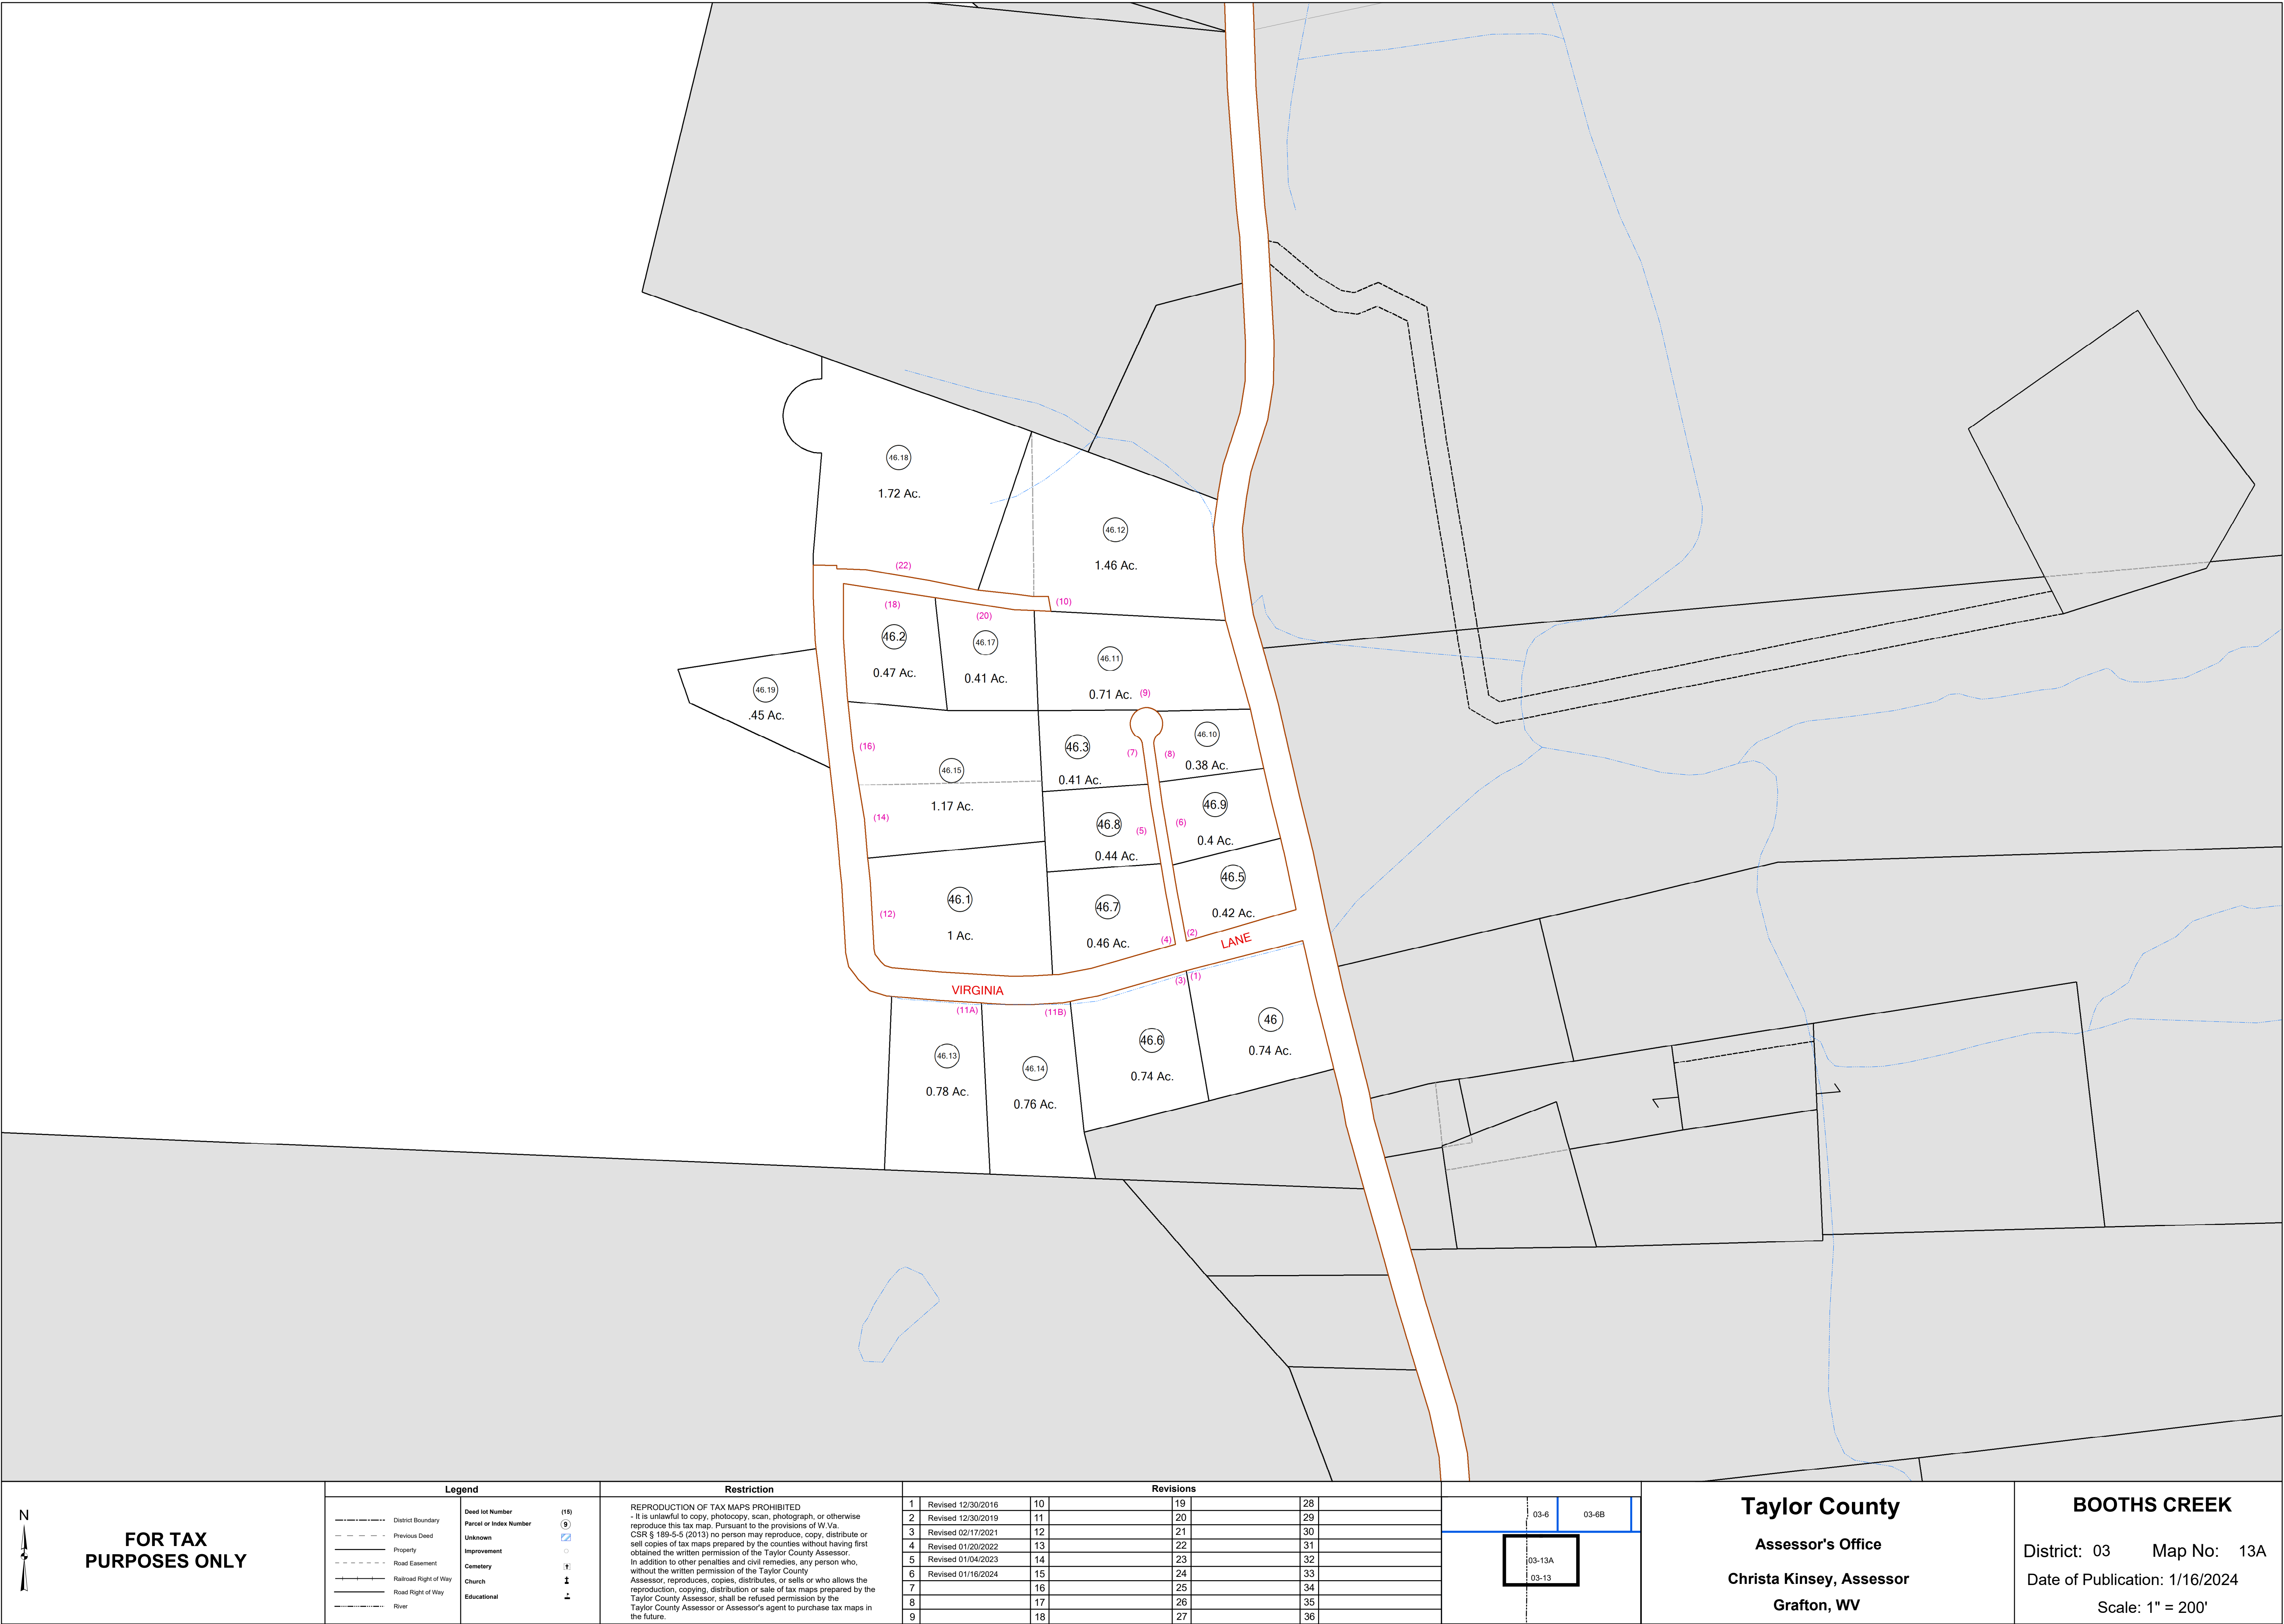 46.18
1.72 Ac.
46.12
1.46 Ac.
(22)
(10)
(18)
(20)
46.2
0.47 Ac.
46.17
0.41 Ac.
46.11
0.71 Ac.
(9)
46.19
.45 Ac.
(16)
46.15
1.17 Ac.
(14)
46.3
0.41 Ac.
(7)
(8)
46.10
0.38 Ac.
46.8
0.44 Ac.
(5)
(6)
46.9
0.4 Ac.
46.1
1 Ac.
(12)
46.7
0.46 Ac.
(4)
(2)
46.5
0.42 Ac.
LANE
VIRGINIA
(3)
(1)
(11A)
(11B)
46.13
0.78 Ac.
46.14
0.76 Ac.
46.6
0.74 Ac.
46
0.74 Ac.
N
FOR TAX
PURPOSES ONLY
Legend
District Boundary
Previous Deed
Property
Road Easement
Railroad Right of Way
Road Right of Way
River
Deed lot Number (15)
Parcel or Index Number 9
Unknown
Improvement
Cemetery
Church
Educational
Restriction
REPRODUCTION OF TAX MAPS PROHIBITED
- It is unlawful to copy, photocopy, scan, photograph, or otherwise
reproduce this tax map. Pursuant to the provisions of W.Va.
CSR § 189-5-5 (2013) no person may reproduce, copy, distribute or
sell copies of tax maps prepared by the counties without having first
obtained the written permission of the Taylor County Assessor.
In addition to other penalties and civil remedies, any person who,
without the written permission of the Taylor County
Assessor, reproduces, copies, distributes, or sells or who allows the
reproduction, copying, distribution or sale of tax maps prepared by the
Taylor County Assessor, shall be refused permission by the
Taylor County Assessor or Assessor's agent to purchase tax maps in
the future.
Revisions
1 Revised 12/30/2016 10 19 28
2 Revised 12/30/2019 11 20 29
3 Revised 02/17/2021 12 21 30
4 Revised 01/20/2022 13 22 31
5 Revised 01/04/2023 14 23 32
6 Revised 01/16/2024 15 24 33
7 16 25 34
8 17 26 35
9 18 27 36
03-6 03-6B
03-13A
03-13
Taylor County
Assessor's Office
Christa Kinsey, Assessor
Grafton, WV
BOOTHS CREEK
District: 03 Map No: 13A
Date of Publication: 1/16/2024
Scale: 1" = 200'